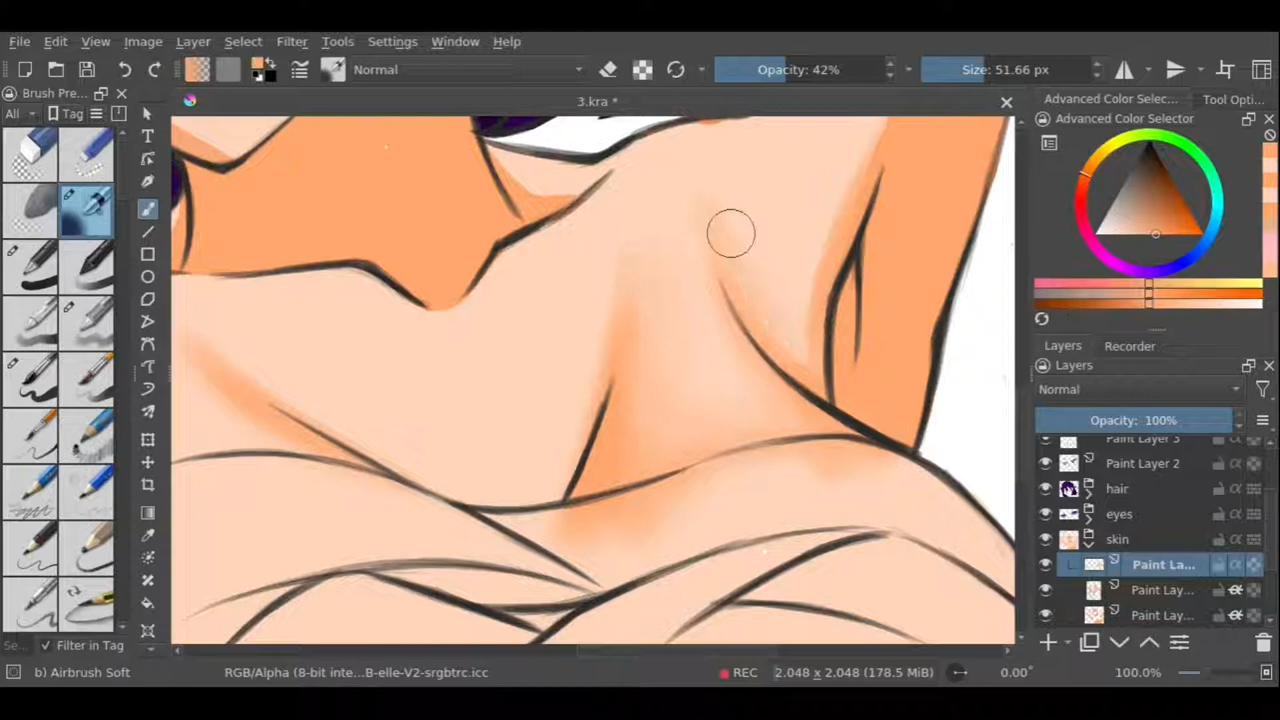 File Edit View Image Layer Select Filter Tools Settings Window Help
Normal Opacity: 42% Size: 51.66 px
Brush Pre... 3.kra * Advanced Color Selec... Tool Opti...
All Tag Advanced Color Selector
Layers Recorder
Layers
Normal
Opacity: 100%
Paint Layer 3
Paint Layer 2
hair
eyes
skin
Paint La...
Paint Lay...
Paint Lay...
Se... Filter in Tag
b) Airbrush Soft RGB/Alpha (8-bit inte...B-elle-V2-srgbtrc.icc REC 2.048 x 2.048 (178.5 MiB) 0.00° 100.0%